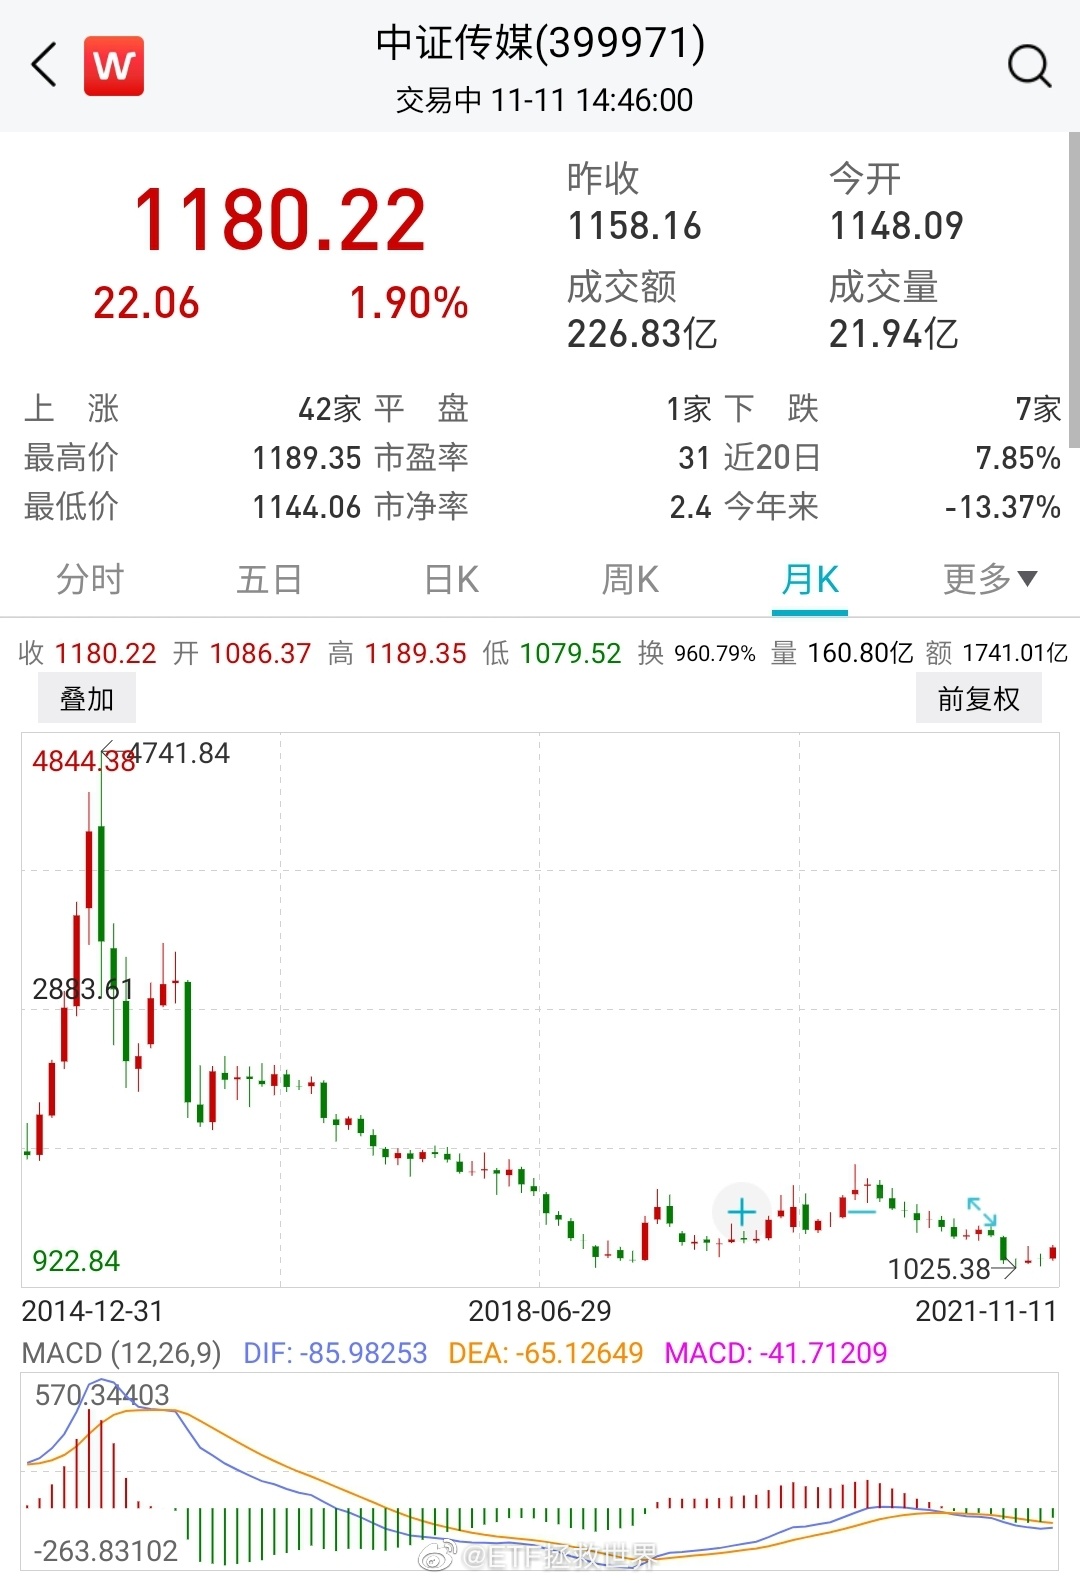 W
中证传媒(399971)
交易中 11-11 14:46:00
1180.22
22.06 1.90%
昨收 今开
1158.16 1148.09
成交额 成交量
226.83亿 21.94亿
上 涨 42家 平 盘 1家 下 跌 7家
最高价 1189.35 市盈率 31 近20日 7.85%
最低价 1144.06 市净率 2.4 今年来 -13.37%
分时 五日 日K 周K 月K 更多
收 1180.22 开 1086.37 高 1189.35 低 1079.52 换 960.79% 量 160.80亿 额 1741.01亿
叠加 前复权
4844.38 4741.84
2883.61
922.84 1025.38
2014-12-31 2018-06-29 2021-11-11
MACD (12,26,9) DIF: -85.98253 DEA: -65.12649 MACD: -41.71209
570.34403
-263.83102
@ETF拯救世界